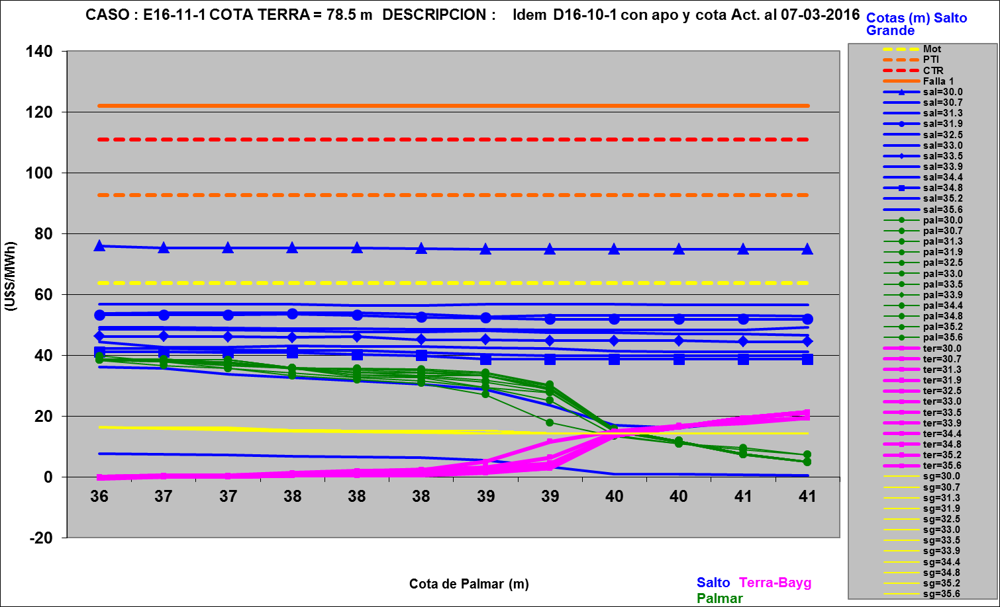 CASO : E16-11-1 COTA TERRA = 78.5 m  DESCRIPCION :    Idem  D16-10-1 con apo y cota Act. al 07-03-2016
Cotas (m) Salto
Grande
140
120
100
80
60
40
20
0
-20
(U$S/MWh)
36 37 37 38 38 38 39 39 40 40 41 41
Cota de Palmar (m)
Salto Terra-Bayg
Palmar
Mot
PTI
CTR
Falla 1
sal=30.0
sal=30.7
sal=31.3
sal=31.9
sal=32.5
sal=33.0
sal=33.5
sal=33.9
sal=34.4
sal=34.8
sal=35.2
sal=35.6
pal=30.0
pal=30.7
pal=31.3
pal=31.9
pal=32.5
pal=33.0
pal=33.5
pal=33.9
pal=34.4
pal=34.8
pal=35.2
pal=35.6
ter=30.0
ter=30.7
ter=31.3
ter=31.9
ter=32.5
ter=33.0
ter=33.5
ter=33.9
ter=34.4
ter=34.8
ter=35.2
ter=35.6
sg=30.0
sg=30.7
sg=31.3
sg=31.9
sg=32.5
sg=33.0
sg=33.5
sg=33.9
sg=34.4
sg=34.8
sg=35.2
sg=35.6